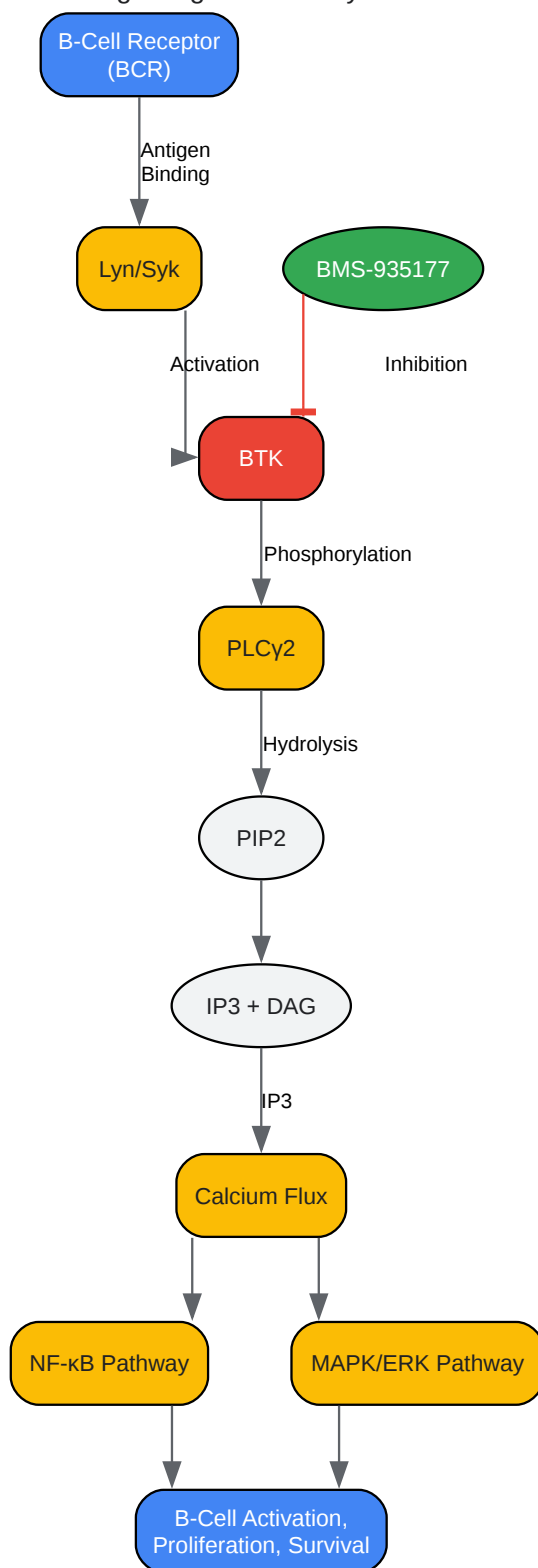 B-Cell Receptor
(BCR)
Antigen
Binding
Lyn/Syk
BMS-935177
Activation
Inhibition
BTK
Phosphorylation
PLCγ2
Hydrolysis
PIP2
IP3 + DAG
IP3
Calcium Flux
NF-κB Pathway
MAPK/ERK Pathway
B-Cell Activation,
Proliferation, Survival